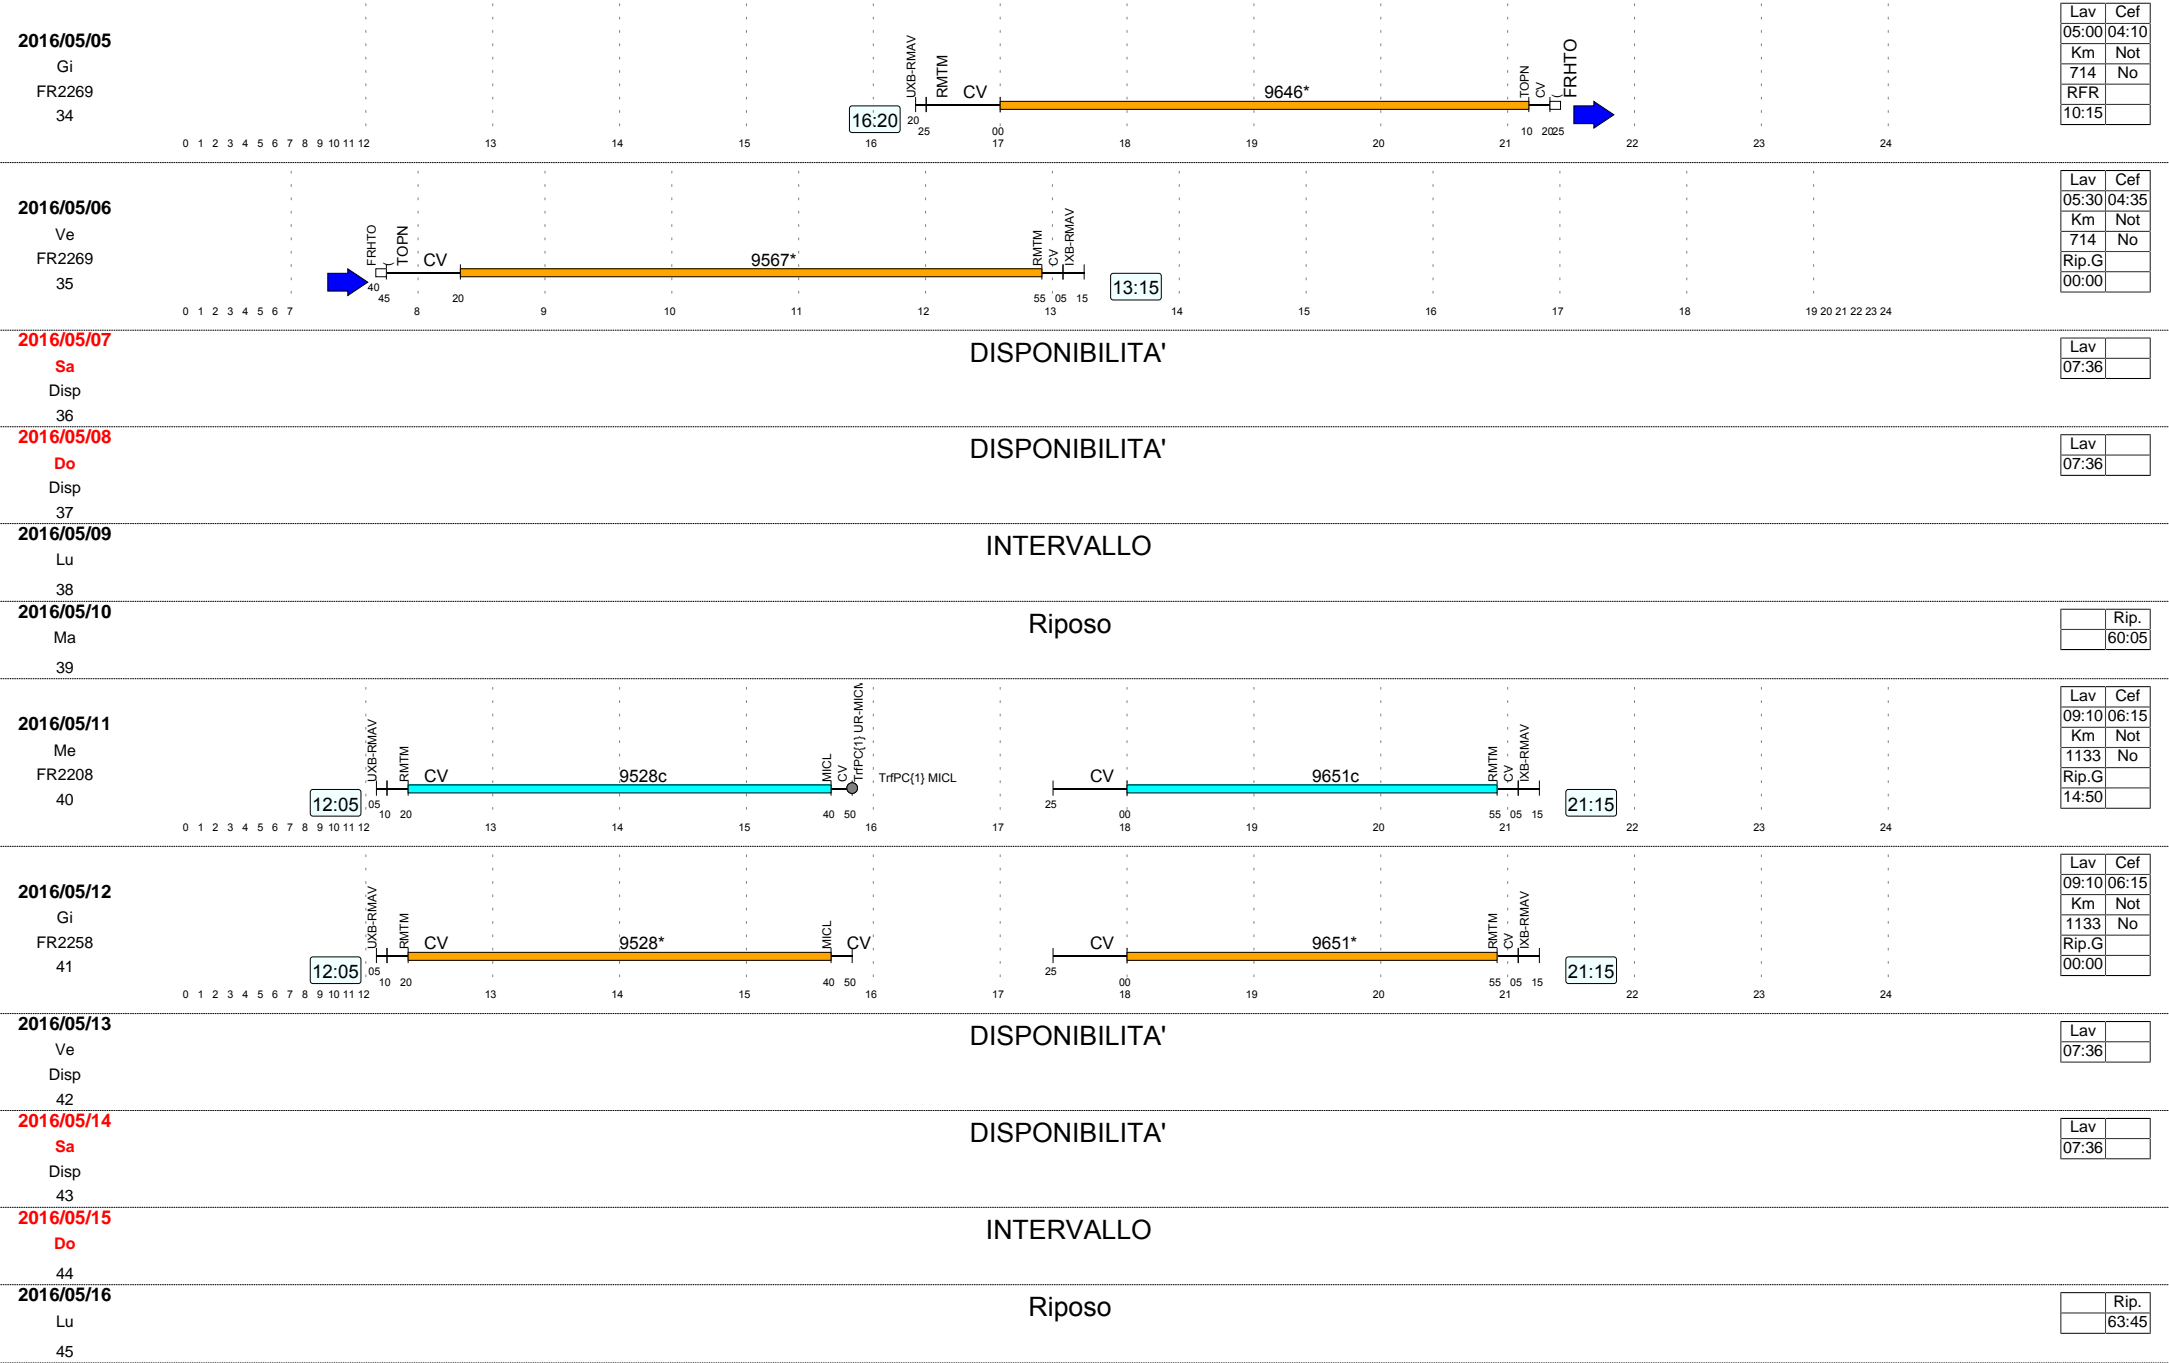 2016/05/05
Gi
FR2269
34
16:20
UXB-RMAV
RMTM
CV
9646*
TOPN
CV
(
FRHTO
20
25
00
10
20
25
0 1 2 3 4 5 6 7 8 9 10 11 12 13 14 15 16 17 18 19 20 21 22 23 24
Lav Cef
05:00 04:10
Km Not
714 No
RFR
10:15
2016/05/06
Ve
FR2269
35
FRHTO
(
TOPN
CV
9567*
RMTM
CV
IXB-RMAV
13:15
40
45
20
55 05 15
0 1 2 3 4 5 6 7 8 9 10 11 12 13 14 15 16 17 18 19 20 21 22 23 24
Lav Cef
05:30 04:35
Km Not
714 No
Rip.G
00:00
2016/05/07
Sa
Disp
36
DISPONIBILITA'
Lav
07:36
2016/05/08
Do
Disp
37
DISPONIBILITA'
Lav
07:36
2016/05/09
Lu
38
INTERVALLO
2016/05/10
Ma
39
Riposo
Rip.
60:05
2016/05/11
Me
FR2208
40
12:05
UXB-RMAV
RMTM
CV
9528c
MICL
CV
TrfPC{1} UR-MICM
TrfPC{1} MICL
CV
9651c
RMTM
CV
IXB-RMAV
21:15
05
10 20
40 50
25
00
55 05 15
0 1 2 3 4 5 6 7 8 9 10 11 12 13 14 15 16 17 18 19 20 21 22 23 24
Lav Cef
09:10 06:15
Km Not
1133 No
Rip.G
14:50
2016/05/12
Gi
FR2258
41
12:05
UXB-RMAV
RMTM
CV
9528*
MICL
CV
CV
9651*
RMTM
CV
IXB-RMAV
21:15
05
10 20
40 50
25
00
55 05 15
0 1 2 3 4 5 6 7 8 9 10 11 12 13 14 15 16 17 18 19 20 21 22 23 24
Lav Cef
09:10 06:15
Km Not
1133 No
Rip.G
00:00
2016/05/13
Ve
Disp
42
DISPONIBILITA'
Lav
07:36
2016/05/14
Sa
Disp
43
DISPONIBILITA'
Lav
07:36
2016/05/15
Do
44
INTERVALLO
2016/05/16
Lu
45
Riposo
Rip.
63:45